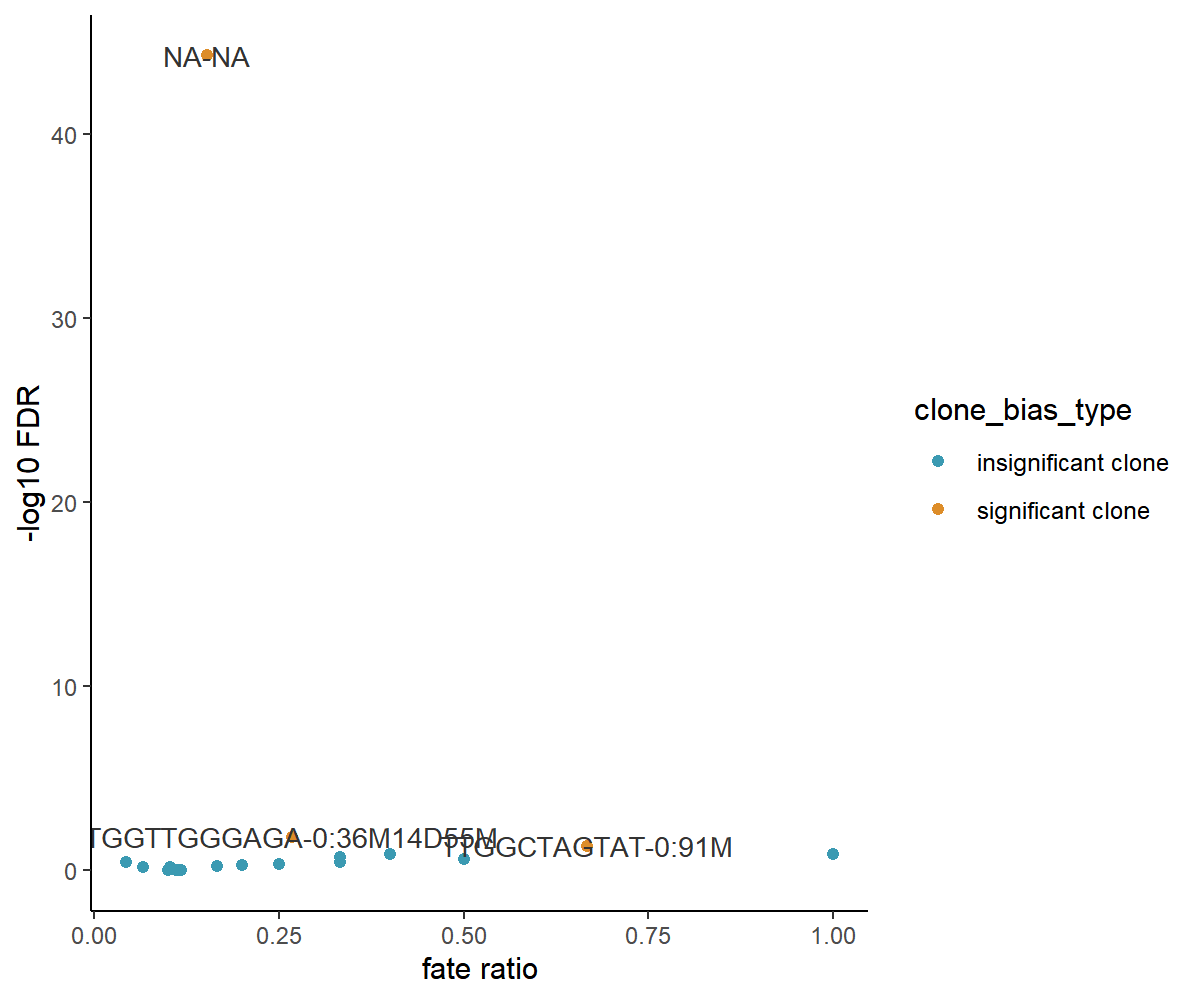 NA-NA
40
30
20
10
0
-log10 FDR
TGGTTGGGAGA-0:36M14D55M
TTGGCTAGTAT-0:91M
0.00
0.25
0.50
0.75
1.00
fate ratio
clone_bias_type
insignificant clone
significant clone